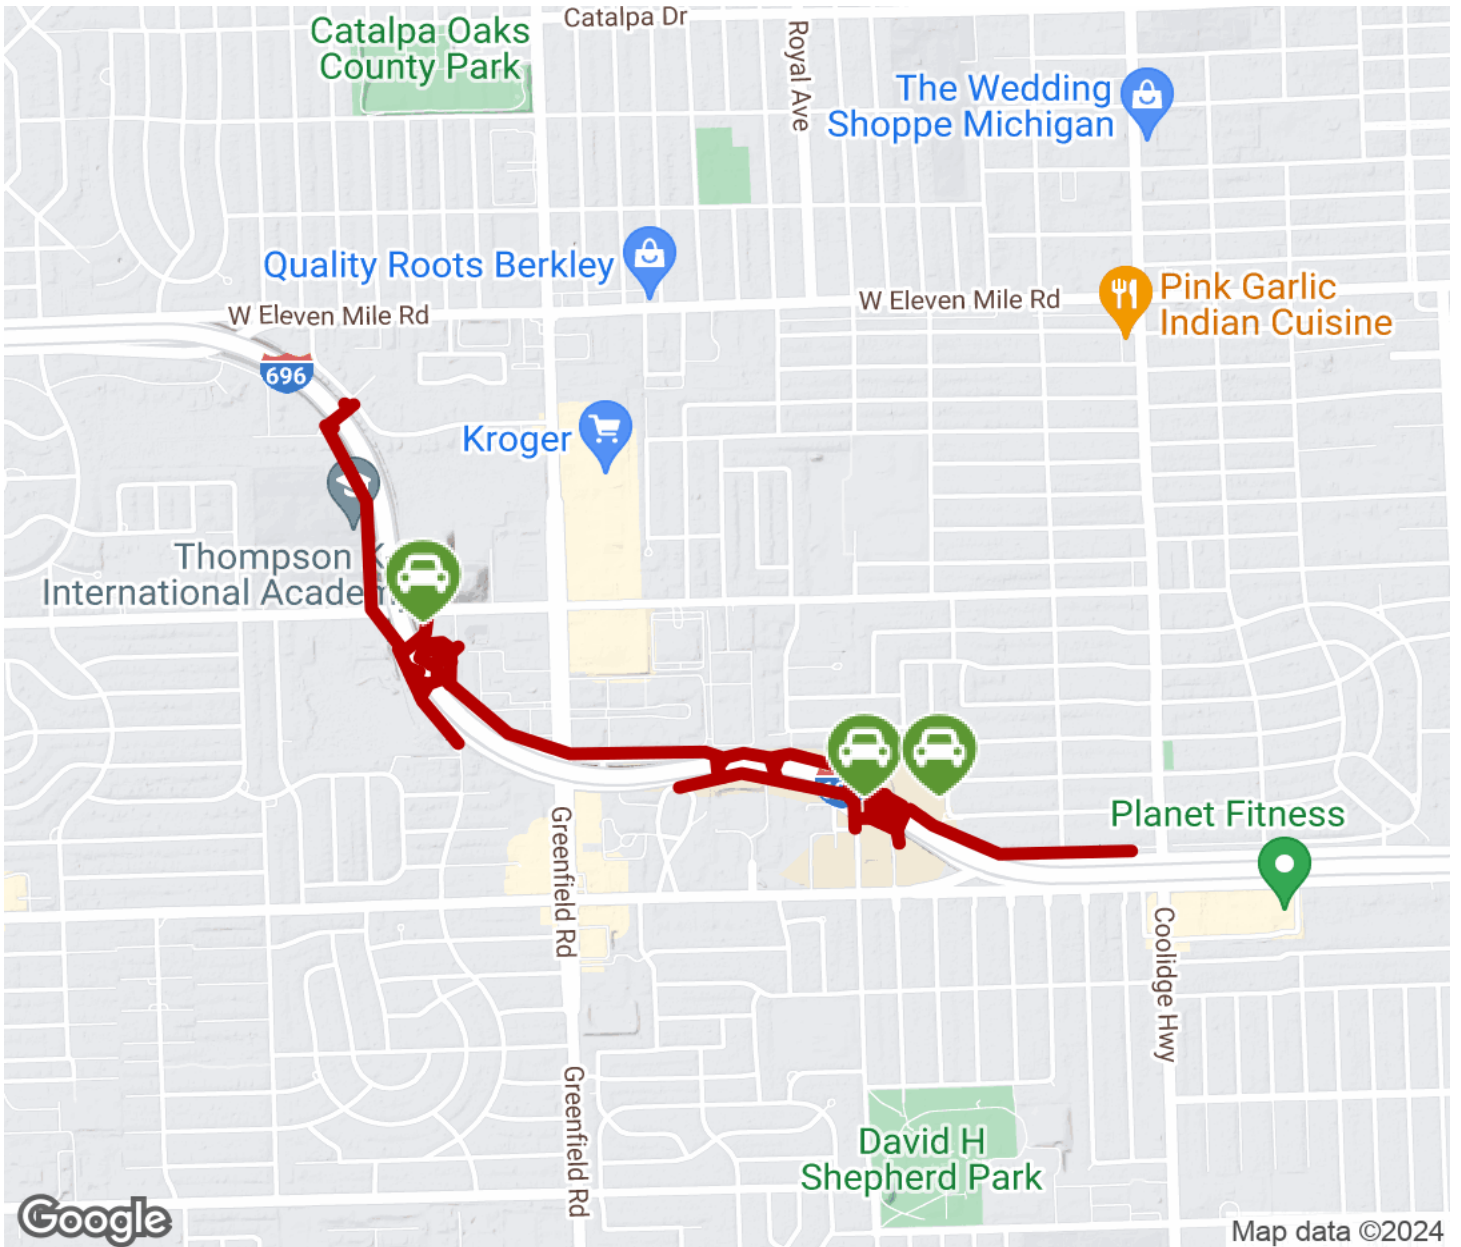 Catalpa Dr
Catalpa Oaks
County Park
Royal Ave
The Wedding
Shoppe Michigan
Quality Roots Berkley
W Eleven Mile Rd
W Eleven Mile Rd
Pink Garlic
Indian Cuisine
696
Kroger
Thompson K
International Academ
Planet Fitness
Greenfield Rd
Coolidge Hwy
Greenfield Rd
David H
Shepherd Park
Google
Map data ©2024